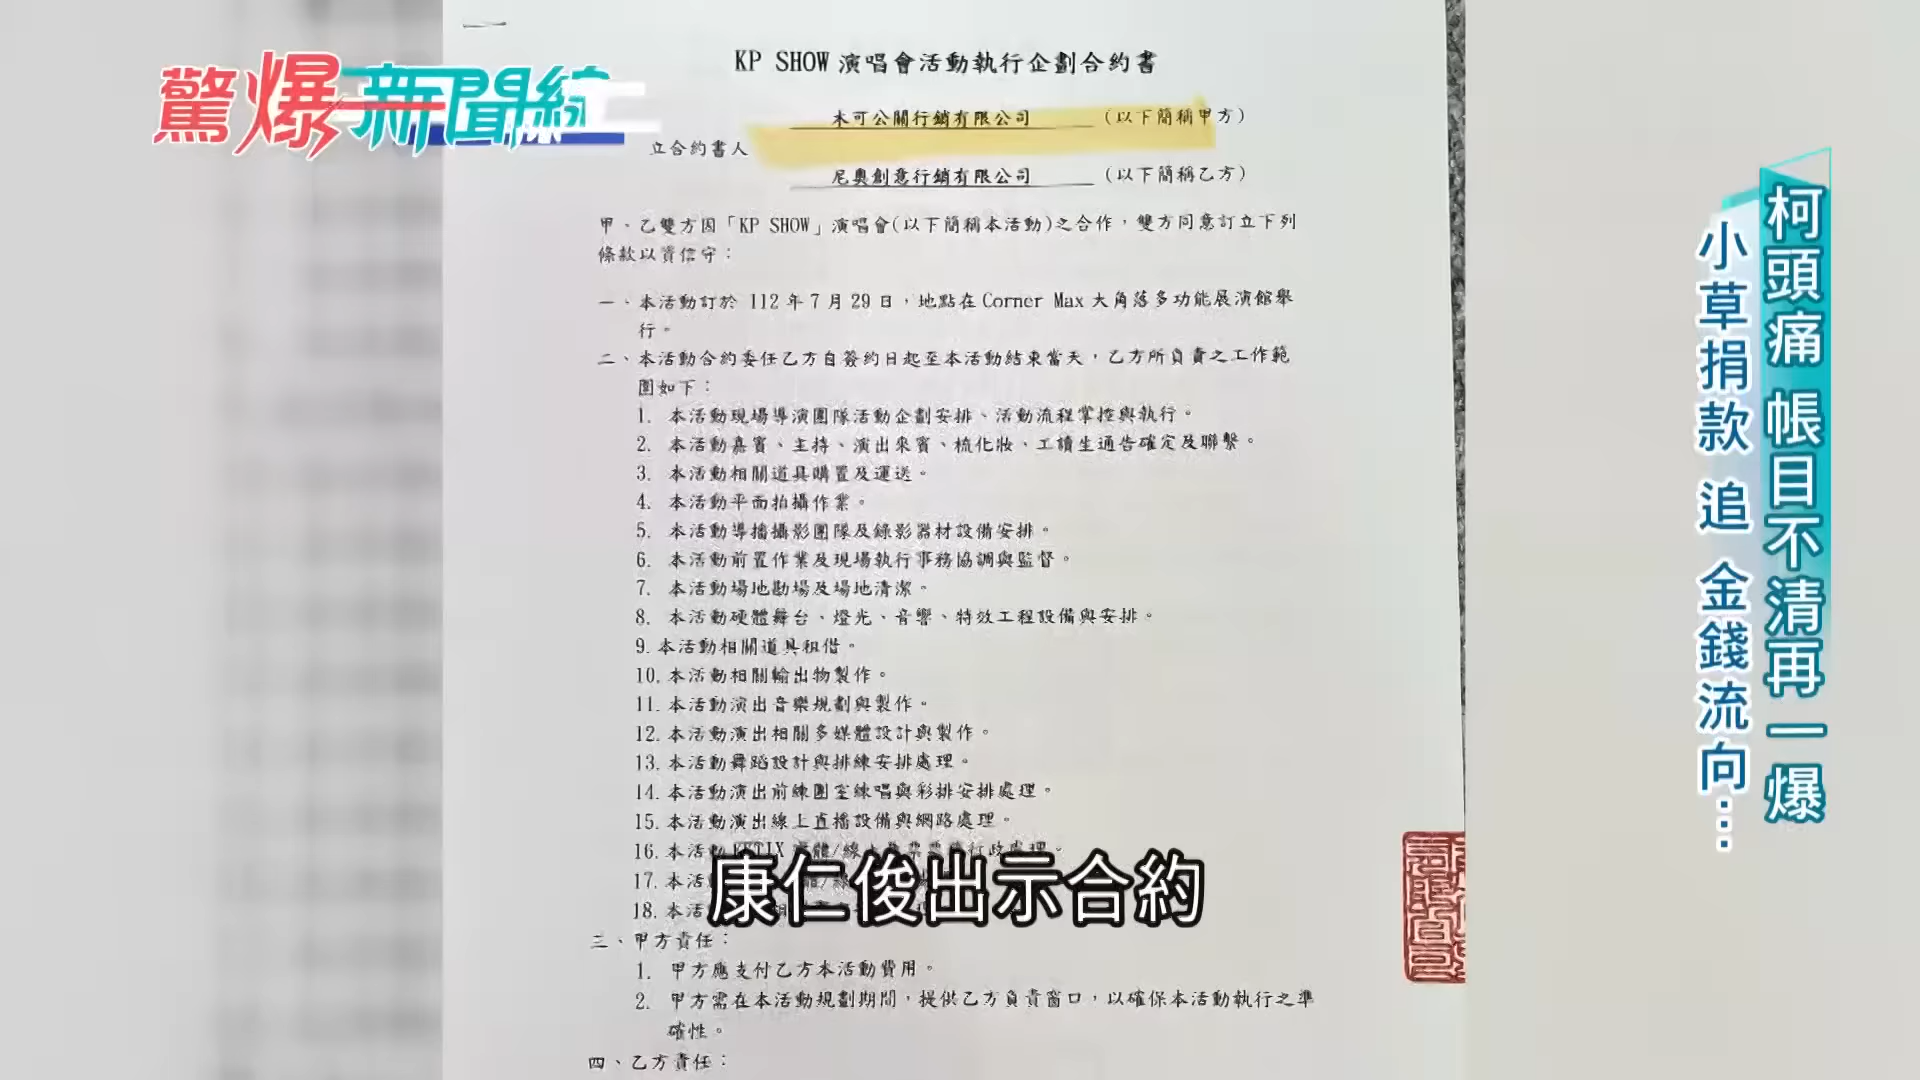 驚爆新聞線
KP SHOW 演唱會活動執行企劃合約書
木可公關行銷有限公司 (以下簡稱甲方)
立合約書人
尼奧創意行銷有限公司 (以下簡稱乙方)
甲、乙雙方因「KP SHOW」演唱會(以下簡稱本活動)之合作，雙方同意訂立下列
條款以資信守：
一、本活動訂於 112 年 7 月 29 日，地點在 Corner Max 大角落多功能展演館舉
行。
二、本活動合約委任乙方自簽約日起至本活動結束當天，乙方所負責之工作範
圍如下：
1. 本活動現場導演團隊活動企劃安排、活動流程掌控與執行。
2. 本活動嘉賓、主持、演出來賓、梳化妝、工讀生通告確定及聯繫。
3. 本活動相關道具購置及運送。
4. 本活動平面拍攝作業。
5. 本活動導播攝影團隊及錄影器材設備安排。
6. 本活動前置作業及現場執行事務協調與監督。
7. 本活動場地勘場及場地清潔。
8. 本活動硬體舞台、燈光、音響、特效工程設備與安排。
9. 本活動相關道具租借。
10. 本活動相關輸出物製作。
11. 本活動演出音樂規劃與製作。
12. 本活動演出相關多媒體設計與製作。
13. 本活動舞蹈設計與排練安排處理。
14. 本活動演出前練團室練唱與彩排安排處理。
15. 本活動演出線上直播設備與網路處理。
16. 本活動 KKTIX
17. 本活
18. 本活
三、甲方責任：
1. 甲方應支付乙方本活動費用。
2. 甲方需在本活動規劃期間，提供乙方負責窗口，以確保本活動執行之準
確性。
四、乙方責任：
康仁俊出示合約
柯頭痛 帳目不清再一爆
小草捐款 追 金錢流向…